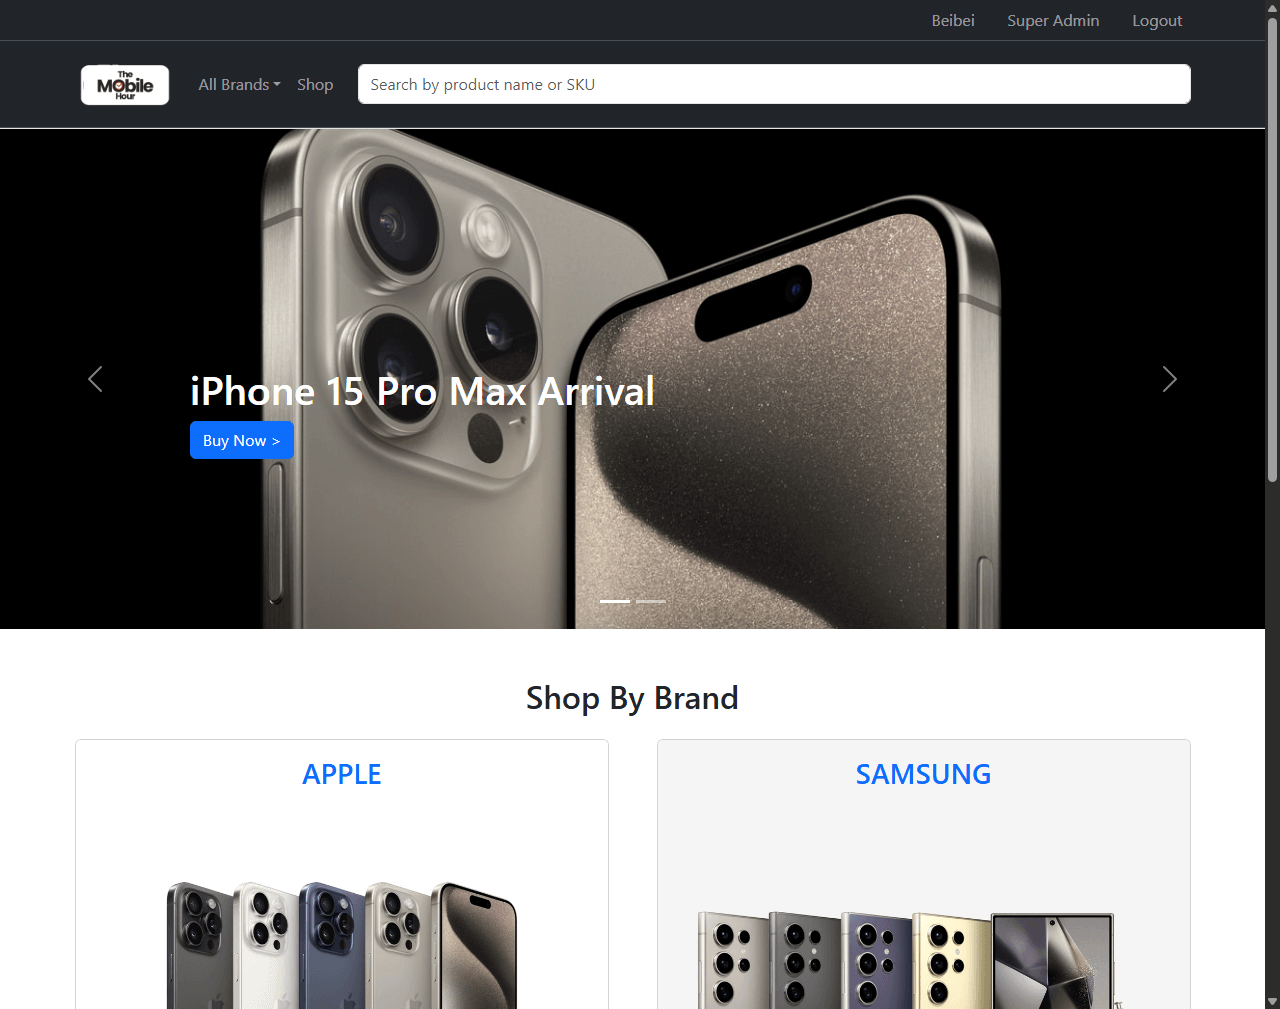 Beibei Super Admin Logout
The
Mobile
Hour
All Brands Shop Search by product name or SKU
iPhone 15 Pro Max Arrival
Buy Now >
Shop By Brand
APPLE
SAMSUNG